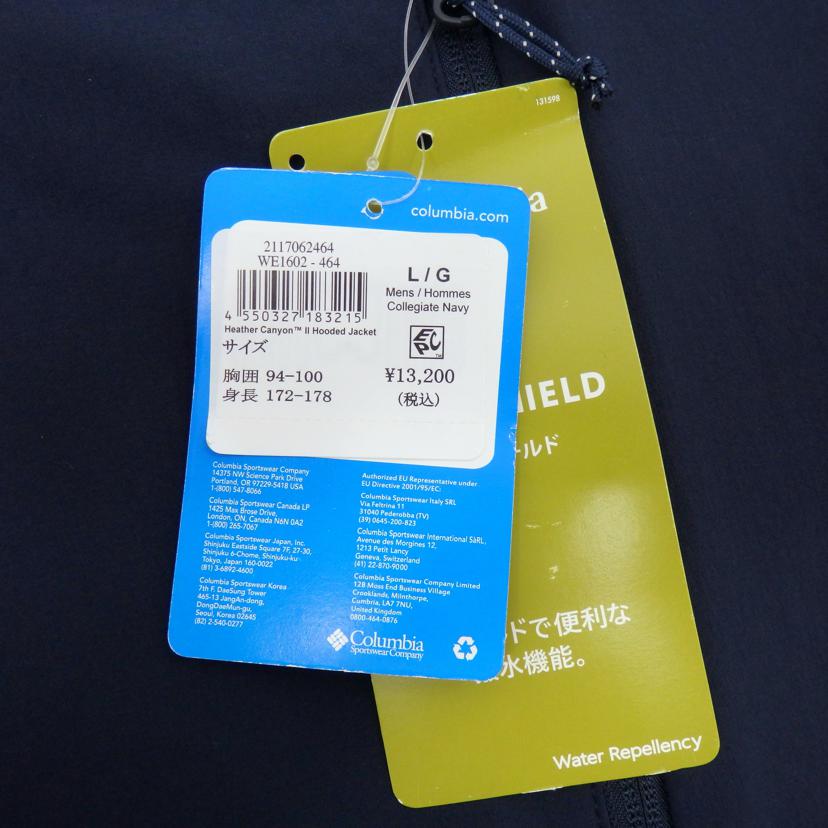 131598
columbia.com
2117062464
WE1602 - 464
4 550327 183215
Heather Canyon™ II Hooded Jacket
サイズ
胸囲 94-100
身長 172-178
L / G
Mens / Hommes
Collegiate Navy
EPC™
¥13,200
(税込)
Columbia Sportswear Company
14375 NW Science Park Drive
Portland, OR 97229-5418 USA
1-(800) 547-8066
Columbia Sportswear Canada LP
1425 Max Brose Drive,
London, ON, Canada N6N 0A2
1-(800) 265-7067
Columbia Sportswear Japan, Inc.
Shinjuku Eastside Square 7F, 27-30,
Shinjuku 6-Chome, Shinjuku-ku
Tokyo, Japan 160-0022
(81) 3-6892-4600
Columbia Sportswear Korea
7th F. DaeSung Tower
465-13 JangAn-dong,
DongDaeMun-gu,
Seoul, Korea 02645
(82) 2-540-0277
Authorized EU Representative under
EU Directive 2001/95/EC:
Columbia Sportswear Italy SRL
Via Feltrina 11
31040 Pederobba (TV)
(39) 0645-200-823
Columbia Sportswear International SàRL,
Avenue des Morgines 12,
1213 Petit Lancy
Geneva, Switzerland
(41) 22-870-9000
Columbia Sportswear Company Limited
12B Moss End Business Village
Crooklands, Milnthorpe,
Cumbria, LA7 7NU,
United Kingdom
0800-464-0876
Columbia
Sportswear Company
a
HIELD
ールド
ドで便利な
水機能。
Water Repellency